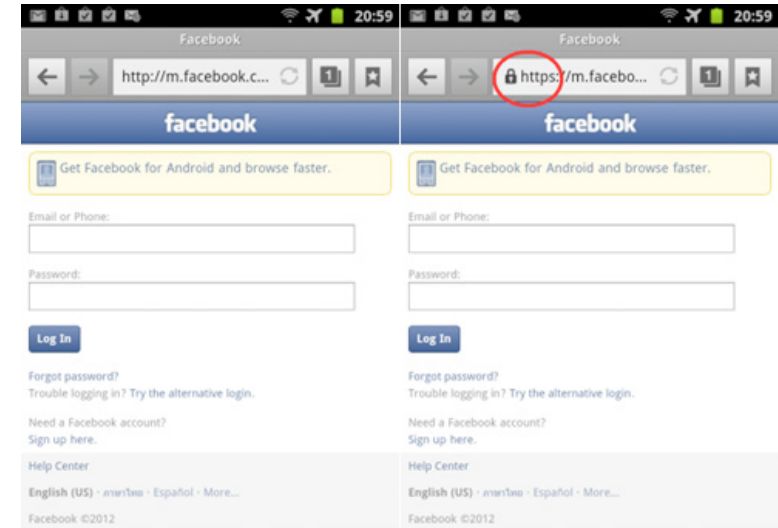 20:59
Facebook
http://m.facebook.c...
1
facebook
Get Facebook for Android and browse faster.
Email or Phone:
Password:
Log In
Forgot password?
Trouble logging in? Try the alternative login.
Need a Facebook account?
Sign up here.
Help Center
English (US) · ภาษาไทย · Español · More...
Facebook ©2012
20:59
Facebook
https://m.facebo...
1
facebook
Get Facebook for Android and browse faster.
Email or Phone:
Password:
Log In
Forgot password?
Trouble logging in? Try the alternative login.
Need a Facebook account?
Sign up here.
Help Center
English (US) · ภาษาไทย · Español · More...
Facebook ©2012